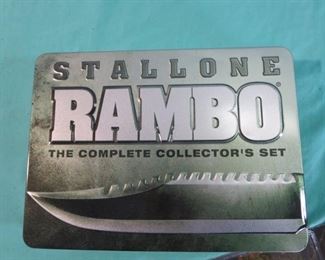 STALLONE
RAMBO
THE COMPLETE COLLECTOR'S SET